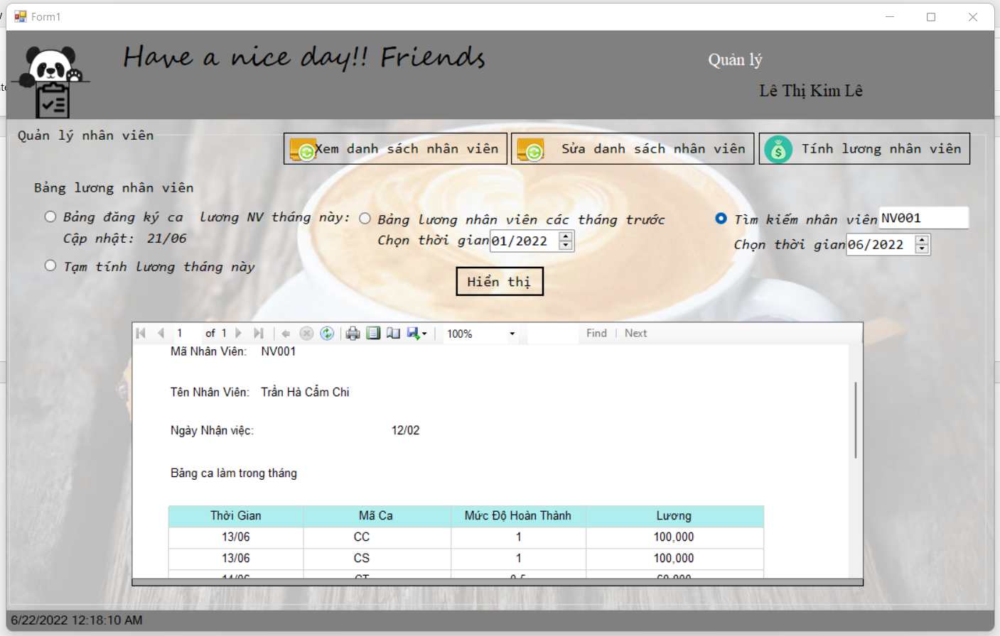 Form1
Have a nice day!! Friends
Quản lý
Lê Thị Kim Lê
Quản lý nhân viên
Xem danh sách nhân viên
Sửa danh sách nhân viên
Tính lương nhân viên
Bảng lương nhân viên
Bảng đăng ký ca lương NV tháng này:
Cập nhật: 21/06
Tạm tính lương tháng này
Bảng lương nhân viên các tháng trước
Chọn thời gian 01/2022
Tìm kiếm nhân viên NV001
Chọn thời gian 06/2022
Hiển thị
1 of 1 100% Find | Next
Mã Nhân Viên: NV001
Tên Nhân Viên: Trần Hà Cẩm Chi
Ngày Nhận việc: 12/02
Bảng ca làm trong tháng
Thời Gian Mã Ca Mức Độ Hoàn Thành Lương
13/06 CC 1 100,000
13/06 CS 1 100,000
6/22/2022 12:18:10 AM